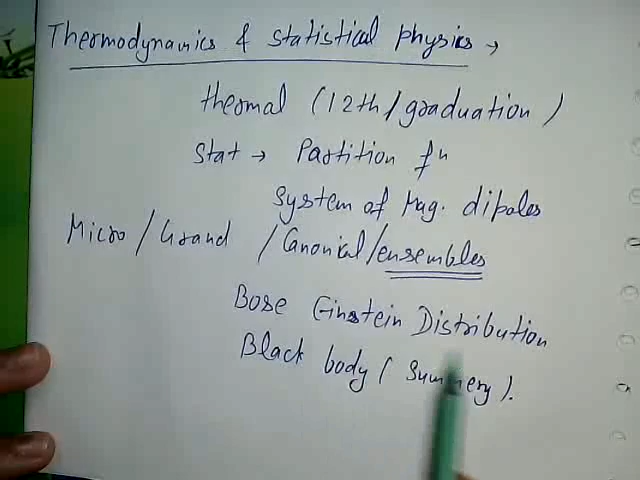 Thermodynamics & statistical physics →
thermal (12th/graduation)
Stat → Partition fn
System of Mag. dipoles
Micro/Grand/Canonical/ensembles
Bose Einstein Distribution
Black body (Summery).